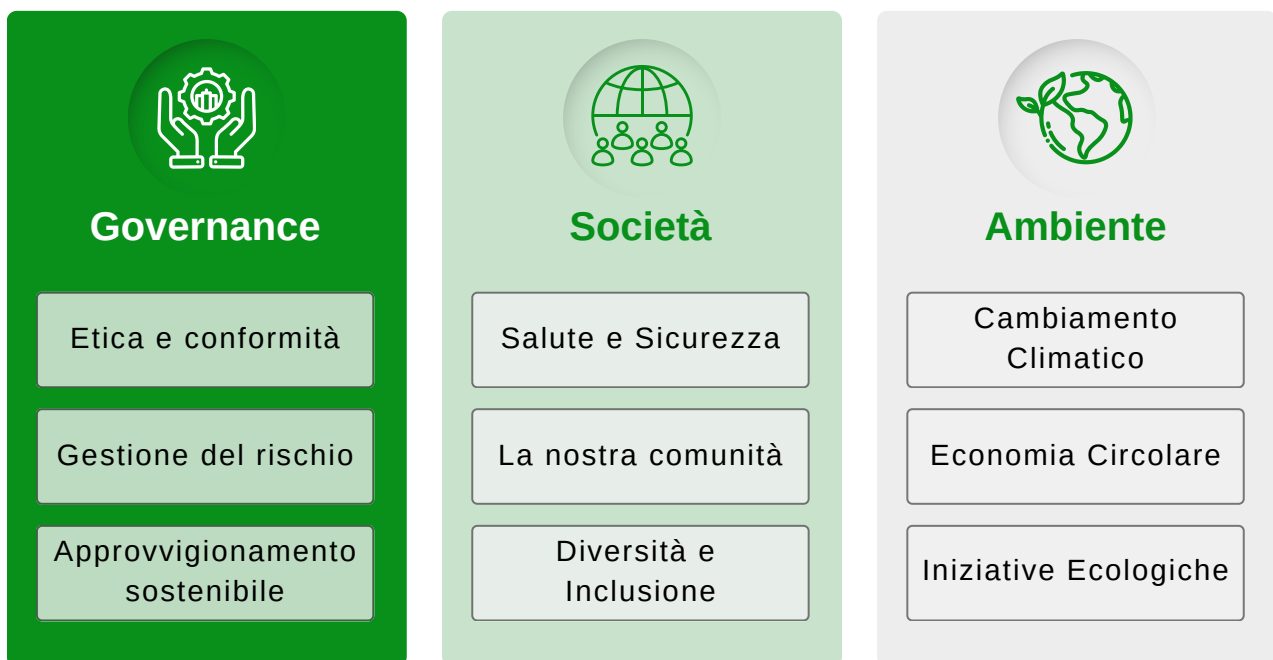 Governance
Etica e conformità
Gestione del rischio
Approvvigionamento
sostenibile
Società
Salute e Sicurezza
La nostra comunità
Diversità e
Inclusione
Ambiente
Cambiamento
Climatico
Economia Circolare
Iniziative Ecologiche